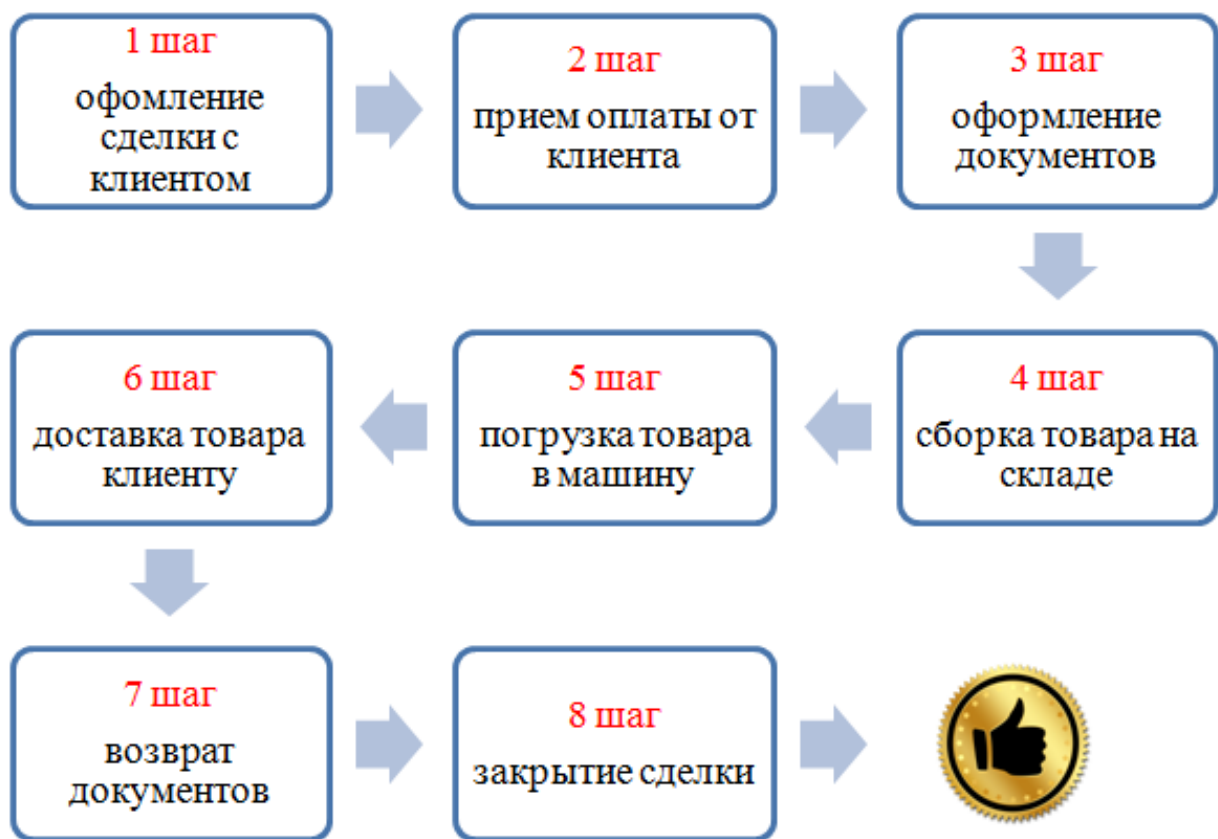 1 шаг
офомление
сделки с
клиентом
2 шаг
прием оплаты от
клиента
3 шаг
оформление
документов
4 шаг
сборка товара на
складе
5 шаг
погрузка товара
в машину
6 шаг
доставка товара
клиенту
7 шаг
возврат
документов
8 шаг
закрытие сделки